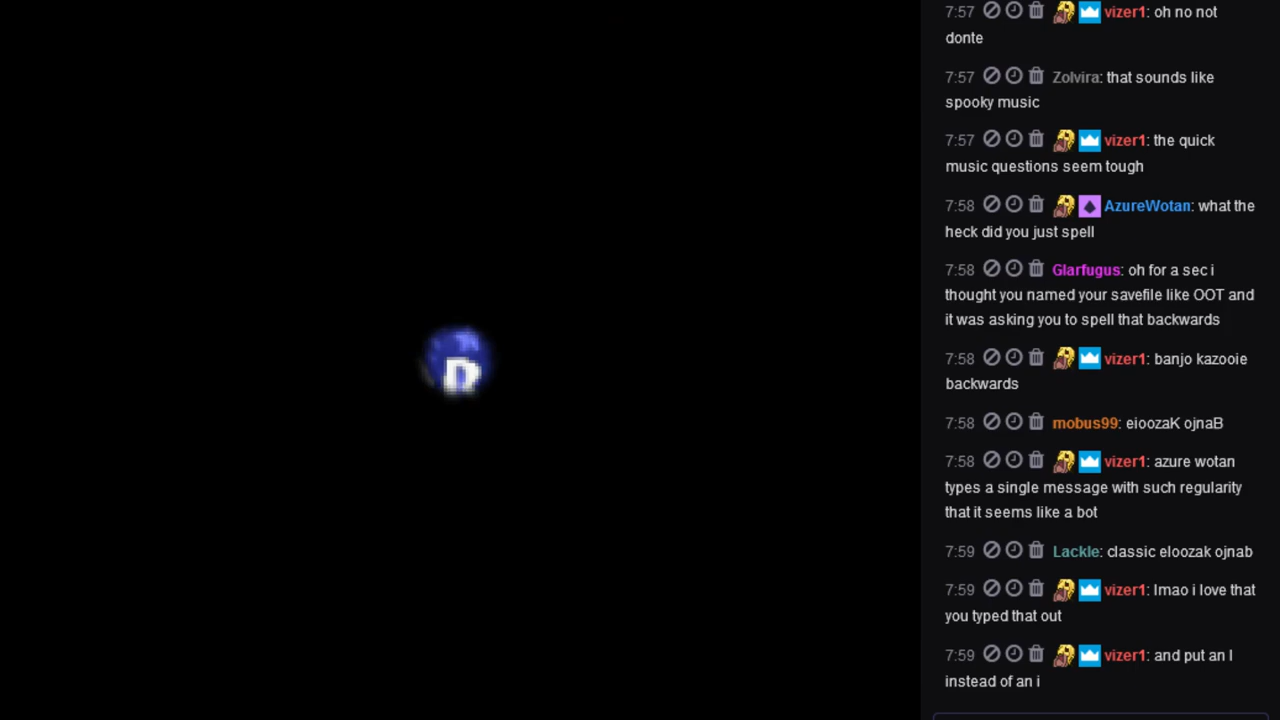 D
7:57 vizer1: oh no not
donte
7:57 Zolvira: that sounds like
spooky music
7:57 vizer1: the quick
music questions seem tough
7:58 AzureWotan: what the
heck did you just spell
7:58 Glarfugus: oh for a sec i
thought you named your savefile like OOT and
it was asking you to spell that backwards
7:58 vizer1: banjo kazooie
backwards
7:58 mobus99: eioozaK ojnaB
7:58 vizer1: azure wotan
types a single message with such regularity
that it seems like a bot
7:59 Lackle: classic eloozak ojnab
7:59 vizer1: lmao i love that
you typed that out
7:59 vizer1: and put an l
instead of an i